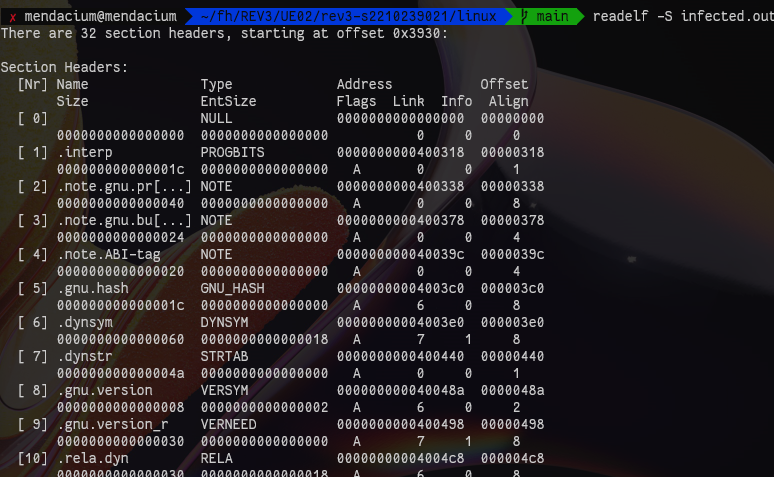 ✗ mendacium@mendacium ~/fh/REV3/UE02/rev3-s2210239021/linux main readelf -S infected.out
There are 32 section headers, starting at offset 0x3930:
Section Headers:
[Nr] Name Type Address Offset
Size EntSize Flags Link Info Align
[ 0] NULL 0000000000000000 00000000
0000000000000000 0000000000000000 0 0 0
[ 1] .interp PROGBITS 0000000000400318 00000318
000000000000001c 0000000000000000 A 0 0 1
[ 2] .note.gnu.pr[...] NOTE 0000000000400338 00000338
0000000000000040 0000000000000000 A 0 0 8
[ 3] .note.gnu.bu[...] NOTE 0000000000400378 00000378
0000000000000024 0000000000000000 A 0 0 4
[ 4] .note.ABI-tag NOTE 000000000040039c 0000039c
0000000000000020 0000000000000000 A 0 0 4
[ 5] .gnu.hash GNU_HASH 00000000004003c0 000003c0
000000000000001c 0000000000000000 A 6 0 8
[ 6] .dynsym DYNSYM 00000000004003e0 000003e0
0000000000000060 0000000000000018 A 7 1 8
[ 7] .dynstr STRTAB 0000000000400440 00000440
000000000000004a 0000000000000000 A 0 0 1
[ 8] .gnu.version VERSYM 000000000040048a 0000048a
0000000000000008 0000000000000002 A 6 0 2
[ 9] .gnu.version_r VERNEED 0000000000400498 00000498
0000000000000030 0000000000000000 A 7 1 8
[10] .rela.dyn RELA 00000000004004c8 000004c8
0000000000000030 0000000000000018 A 6 0 8